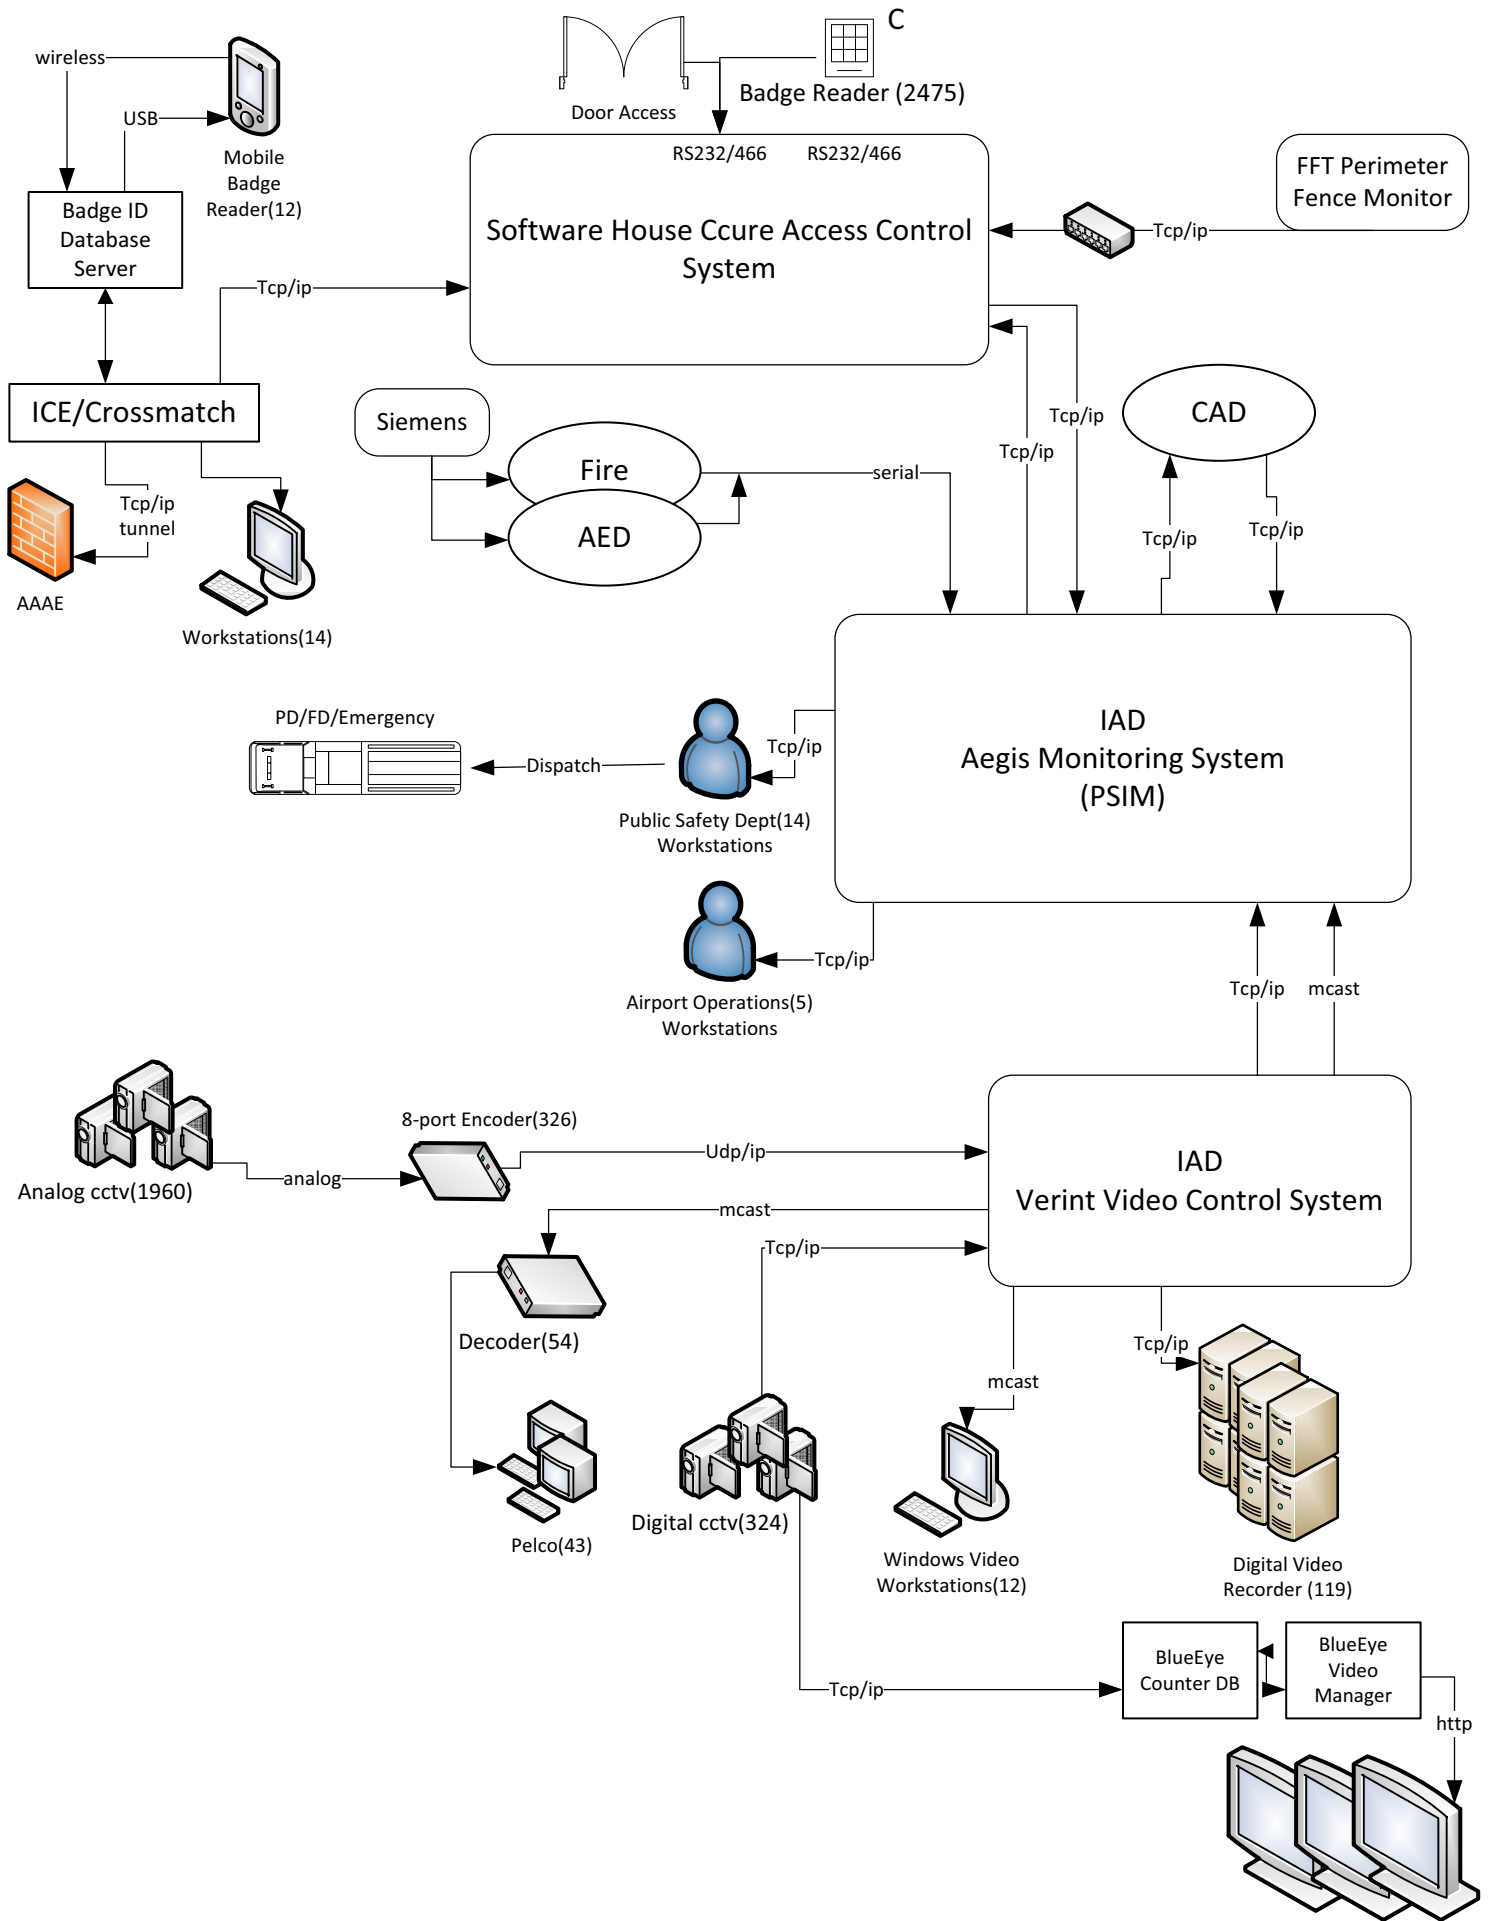 C
wireless
Badge Reader (2475)
Door Access
USB
RS232/466
RS232/466
Mobile
Badge
Reader(12)
FFT Perimeter
Fence Monitor
Badge ID
Database
Server
Software House Ccure Access Control
System
Tcp/ip
Tcp/ip
ICE/Crossmatch
Siemens
Tcp/ip
CAD
Tcp/ip
Fire
serial
Tcp/ip
tunnel
AED
Tcp/ip
Tcp/ip
AAAE
Workstations(14)
PD/FD/Emergency
IAD
Aegis Monitoring System
(PSIM)
Tcp/ip
Dispatch
Public Safety Dept(14)
Workstations
Tcp/ip
Airport Operations(5)
Workstations
Tcp/ip
mcast
8-port Encoder(326)
Udp/ip
IAD
Verint Video Control System
analog
Analog cctv(1960)
mcast
Tcp/ip
Decoder(54)
Tcp/ip
mcast
Digital cctv(324)
Pelco(43)
Windows Video
Workstations(12)
Digital Video
Recorder (119)
BlueEye
Counter DB
BlueEye
Video
Manager
Tcp/ip
http